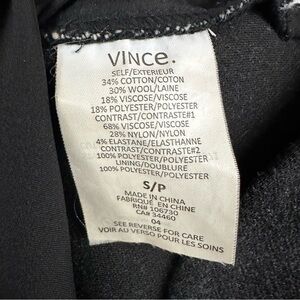 VINCE.
SELF/EXTERIEUR
34% COTTON/COTON
30% WOOL/LAINE
18% VISCOSE/VISCOSE
18% POLYESTER/POLYESTER
CONTRAST/CONTRASTE#1
68% VISCOSE/VISCOSE
28% NYLON/NYLON
4% ELASTANE/ELASTHANNE
CONTRAST/CONTRASTE#2
100% POLYESTER/POLYESTER
LINING/DOUBLURE
100% POLYESTER/POLYESTER
S/P
MADE IN CHINA
FABRIQUÉ EN CHINE
RN# 106730
CA# 34460
04
SEE REVERSE FOR CARE
VOIR AU VERSO POUR LES SOINS